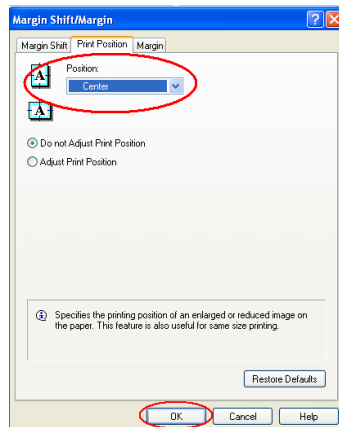 Margin Shift/Margin
Margin Shift Print Position Margin
Position:
A
Center
A
Do not Adjust Print Position
Adjust Print Position
Specifies the printing position of an enlarged or reduced image on
the paper. This feature is also useful for same size printing.
Restore Defaults
OK Cancel Help